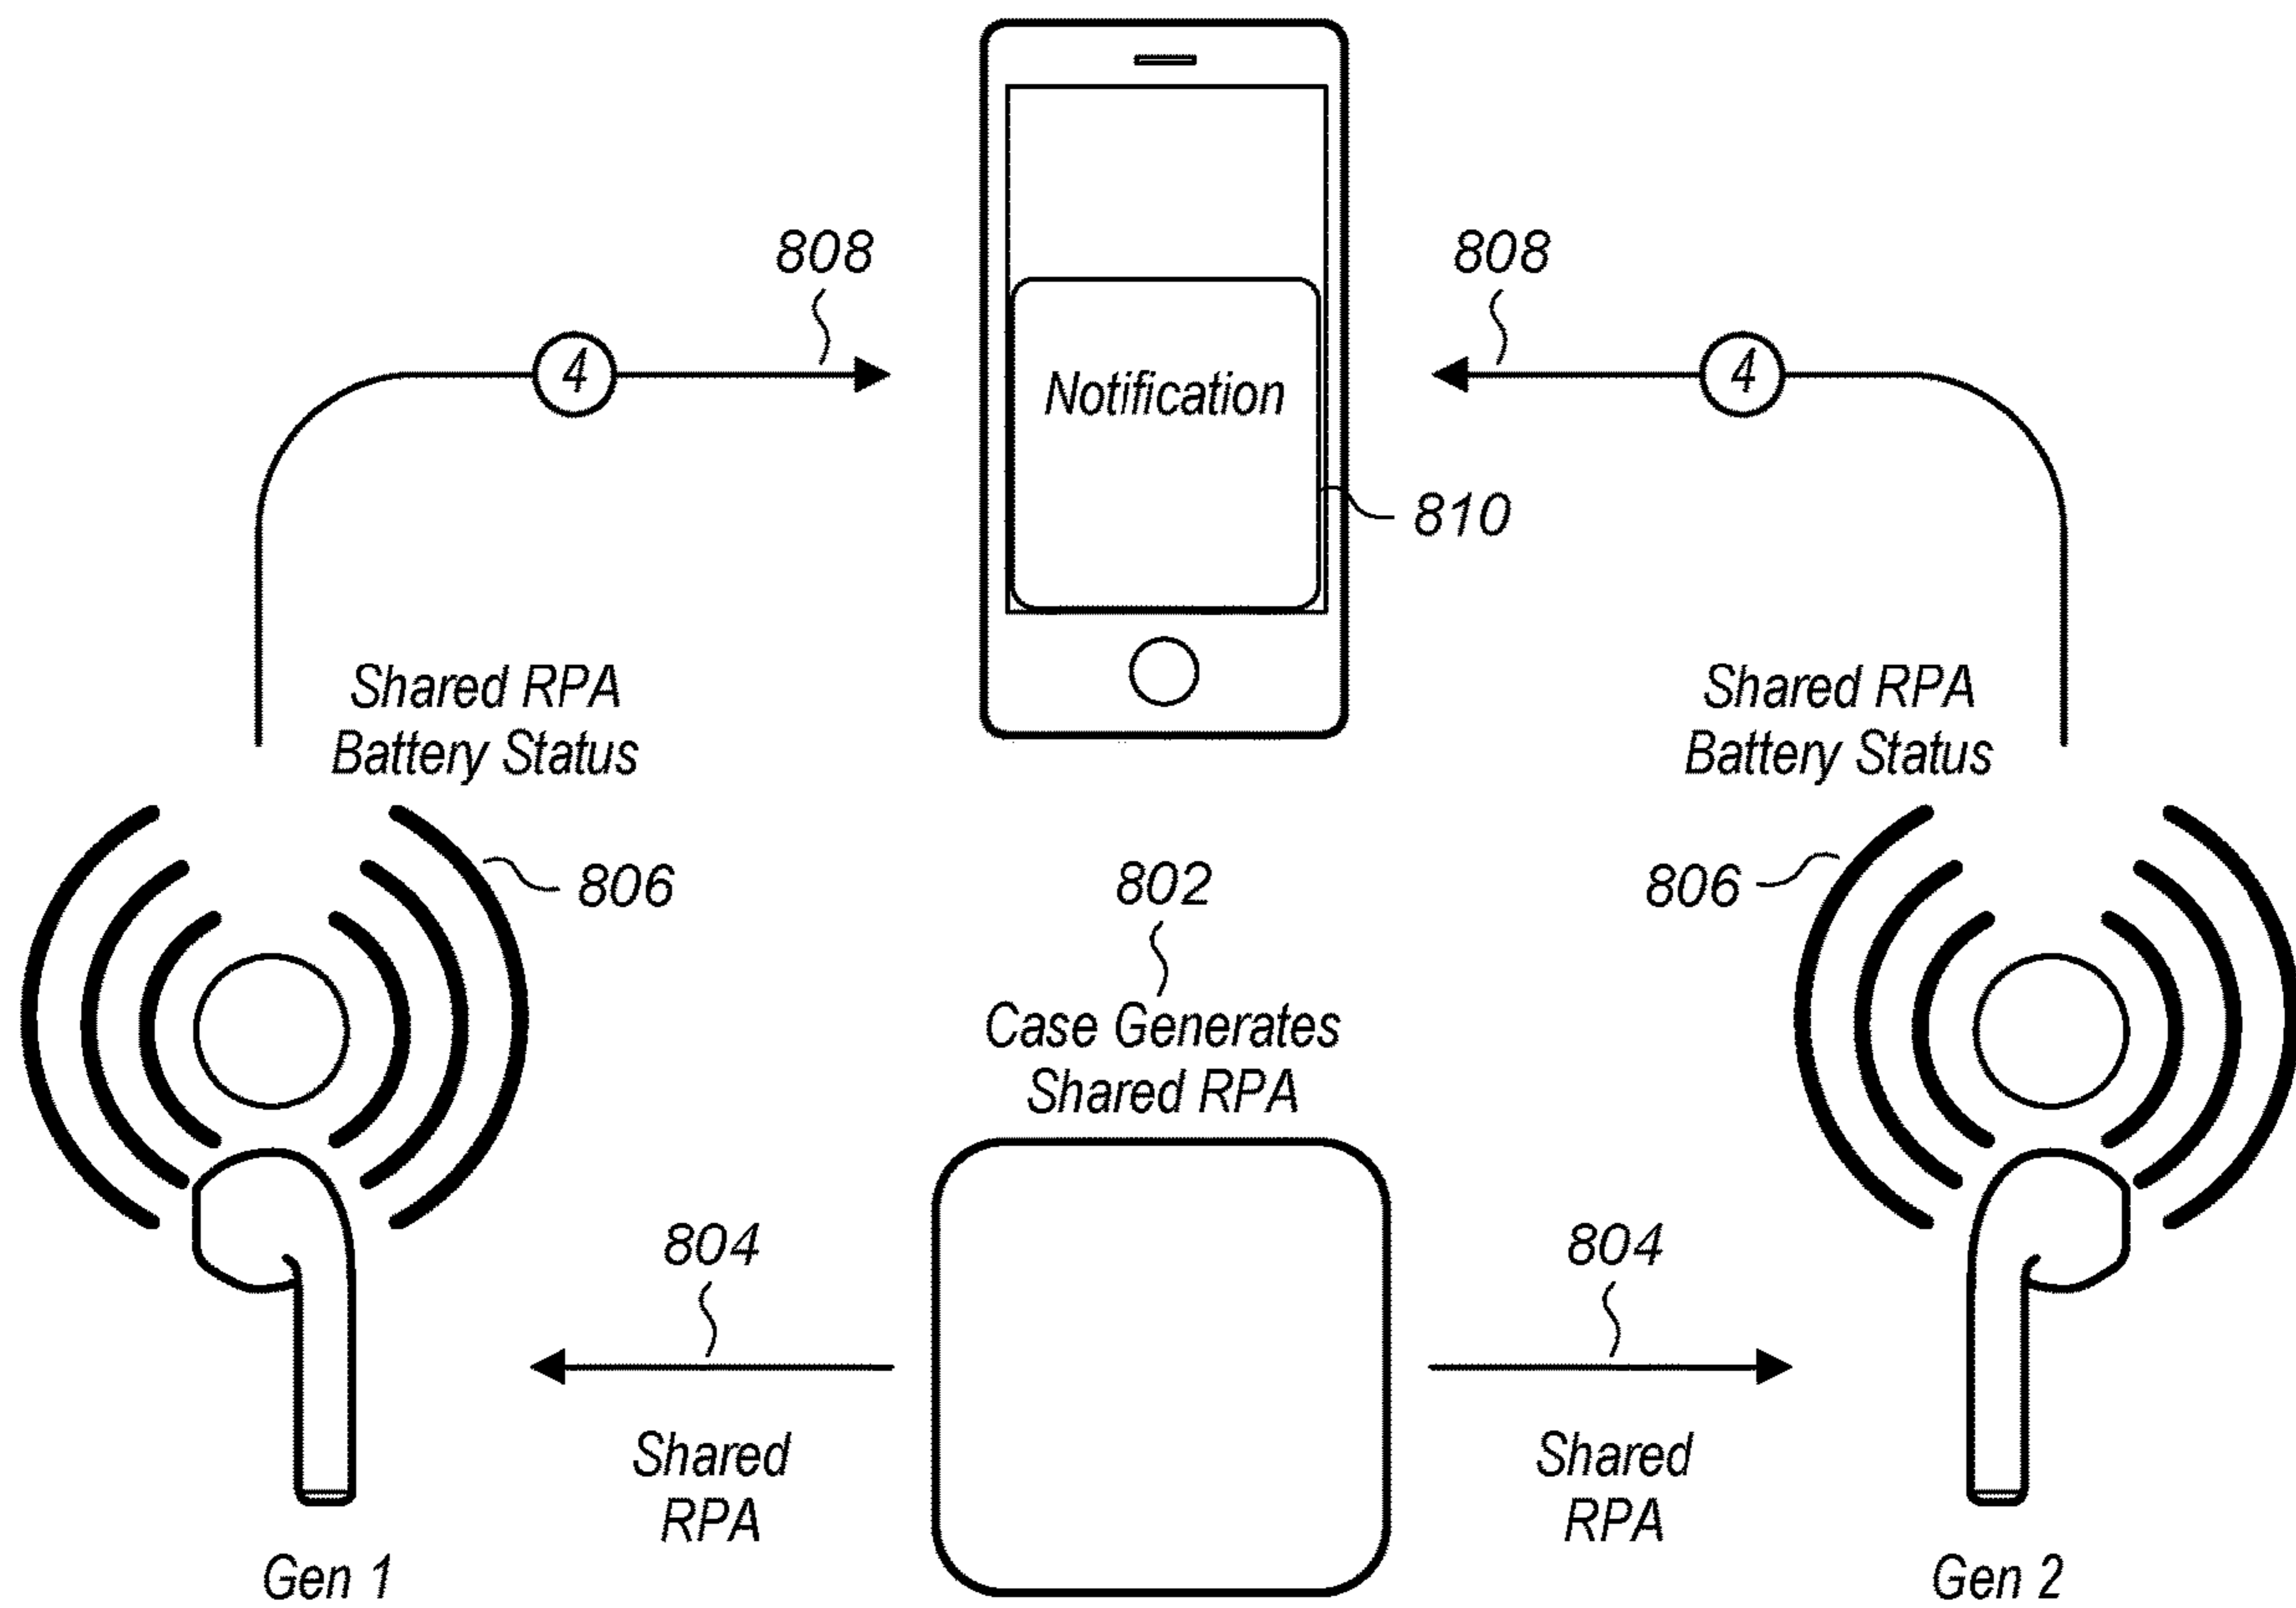 808
808
4
4
Notification
810
Shared RPA
Battery Status
Shared RPA
Battery Status
806
802
806
Case Generates
Shared RPA
804
804
Shared
RPA
Shared
RPA
Gen 1
Gen 2